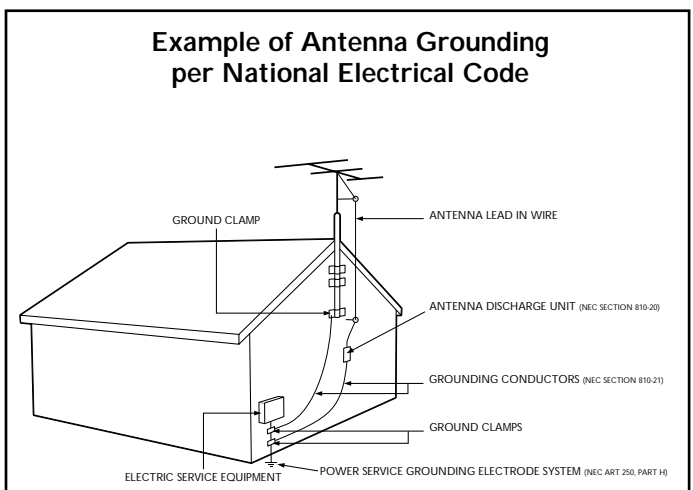 Example of Antenna Grounding
per National Electrical Code
GROUND CLAMP
ANTENNA LEAD IN WIRE
ANTENNA DISCHARGE UNIT (NEC SECTION 810-20)
GROUNDING CONDUCTORS (NEC SECTION 810-21)
GROUND CLAMPS
POWER SERVICE GROUNDING ELECTRODE SYSTEM (NEC ART 250, PART H)
ELECTRIC SERVICE EQUIPMENT